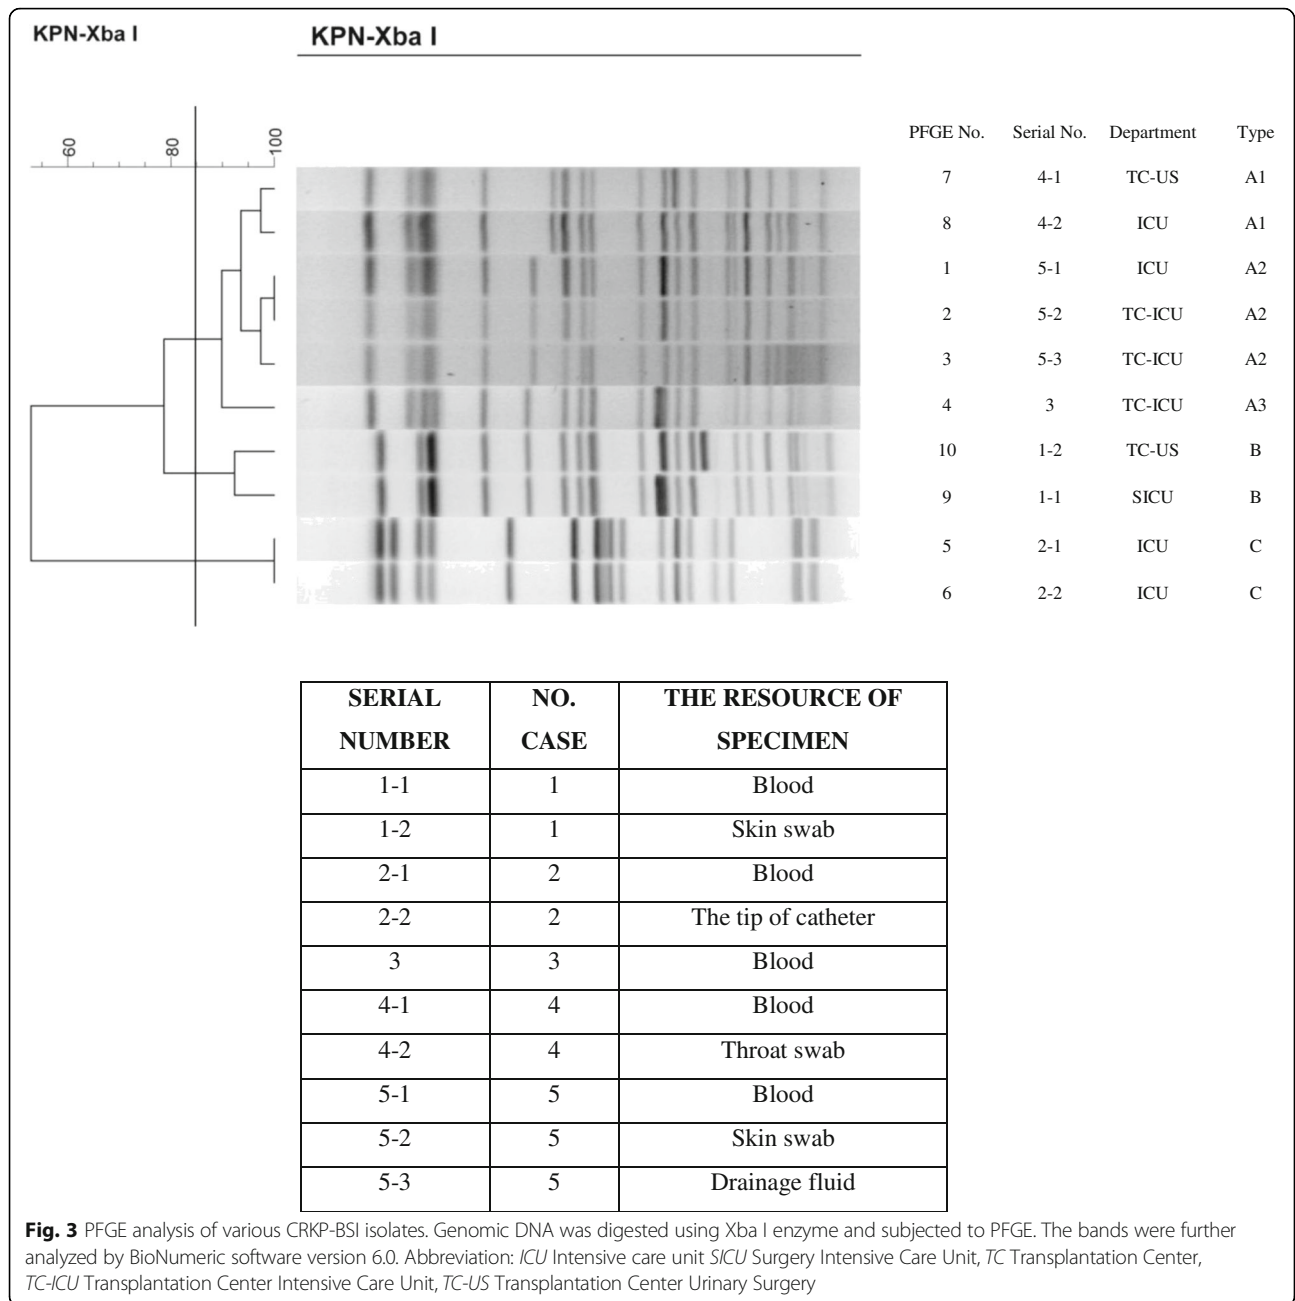 KPN-Xba I
KPN-Xba I
60
80
100
PFGE No. Serial No. Department Type
7 4-1 TC-US A1
8 4-2 ICU A1
1 5-1 ICU A2
2 5-2 TC-ICU A2
3 5-3 TC-ICU A2
4 3 TC-ICU A3
10 1-2 TC-US B
9 1-1 SICU B
5 2-1 ICU C
6 2-2 ICU C
SERIAL NO. THE RESOURCE OF
NUMBER CASE SPECIMEN
1-1 1 Blood
1-2 1 Skin swab
2-1 2 Blood
2-2 2 The tip of catheter
3 3 Blood
4-1 4 Blood
4-2 4 Throat swab
5-1 5 Blood
5-2 5 Skin swab
5-3 5 Drainage fluid
Fig. 3 PFGE analysis of various CRKP-BSI isolates. Genomic DNA was digested using Xba I enzyme and subjected to PFGE. The bands were further
analyzed by BioNumeric software version 6.0. Abbreviation: ICU Intensive care unit SICU Surgery Intensive Care Unit, TC Transplantation Center,
TC-ICU Transplantation Center Intensive Care Unit, TC-US Transplantation Center Urinary Surgery